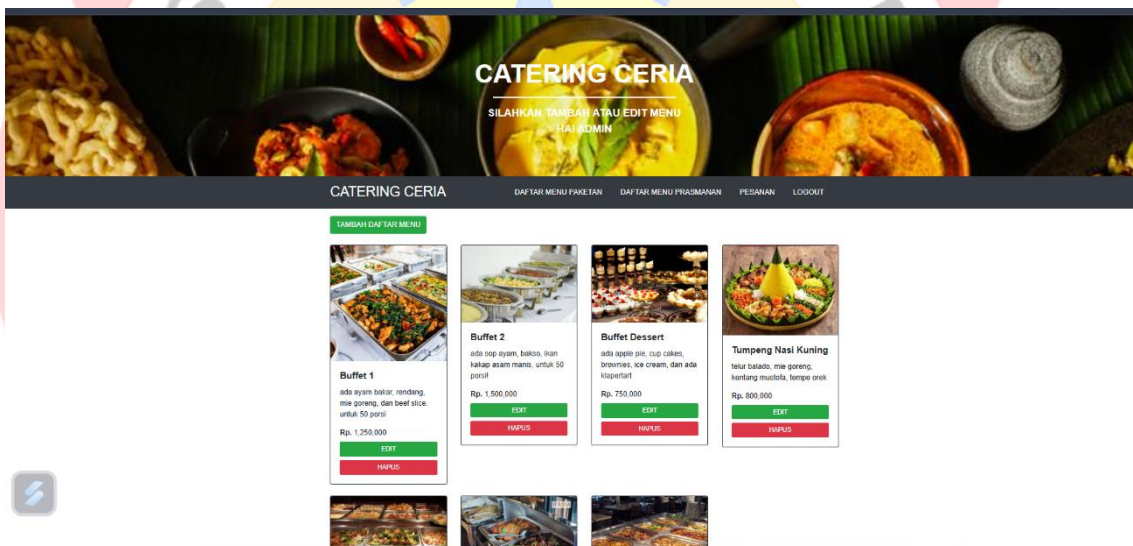 CATERING CERIA
SILAHKAN TAMBAH ATAU EDIT MENU
HAI ADMIN
CATERING CERIA
DAFTAR MENU PAKETAN
DAFTAR MENU PRASMANAN
PESANAN
LOGOUT
TAMBAH DAFTAR MENU
Buffet 1
ada ayam bakar, rendang,
mie goreng, dan beef slice.
untuk 50 porsi
Rp. 1,250,000
EDIT
HAPUS
Buffet 2
ada sop ayam, bakso, ikan
kakap asam manis, untuk 50
porsi!
Rp. 1,500,000
EDIT
HAPUS
Buffet Dessert
ada apple pie, cup cakes,
brownies, ice cream, dan ada
klapertart
Rp. 750,000
EDIT
HAPUS
Tumpeng Nasi Kuning
telur balado, mie goreng,
kentang mustofa, tempe orek
Rp. 800,000
EDIT
HAPUS